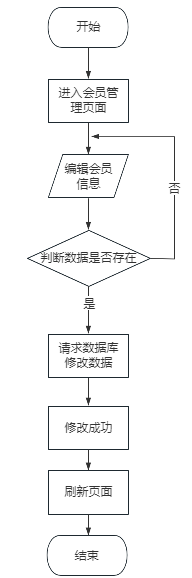 开始
进入会员管
理页面
编辑会员
信息
否
判断数据是否存在
是
请求数据库
修改数据
修改成功
刷新页面
结束